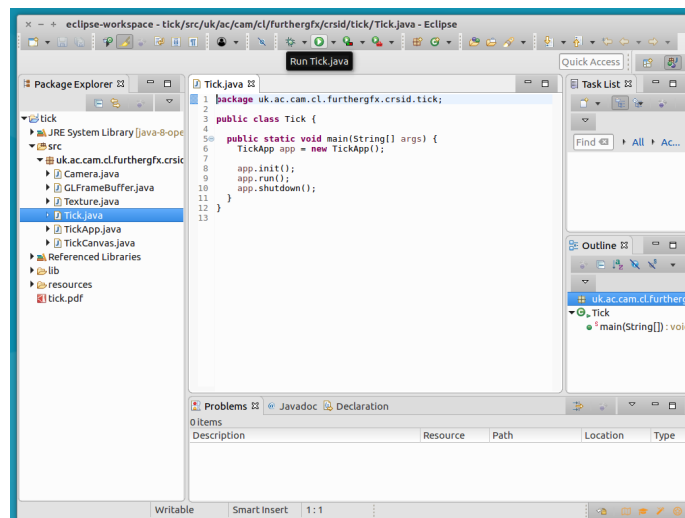 eclipse-workspace - tick/src/uk/ac/cam/cl/furthergfx/crsid/tick/Tick.java - Eclipse
Run Tick.java
Quick Access
Package Explorer
tick
JRE System Library [java-8-ope
src
uk.ac.cam.cl.furthergfx.crsid
Camera.java
GLFrameBuffer.java
Texture.java
Tick.java
TickApp.java
TickCanvas.java
Referenced Libraries
lib
resources
tick.pdf
Tick.java
1 package uk.ac.cam.cl.furthergfx.crsid.tick;
2
3 public class Tick {
4
5 public static void main(String[] args) {
6 TickApp app = new TickApp();
7
8 app.init();
9 app.run();
10 app.shutdown();
11 }
12 }
13
Task List
Find All Ac...
Outline
uk.ac.cam.cl.furtherg
Tick
S main(String[]) : voi
Problems Javadoc Declaration
0 items
Description Resource Path Location Type
Writable Smart Insert 1 : 1